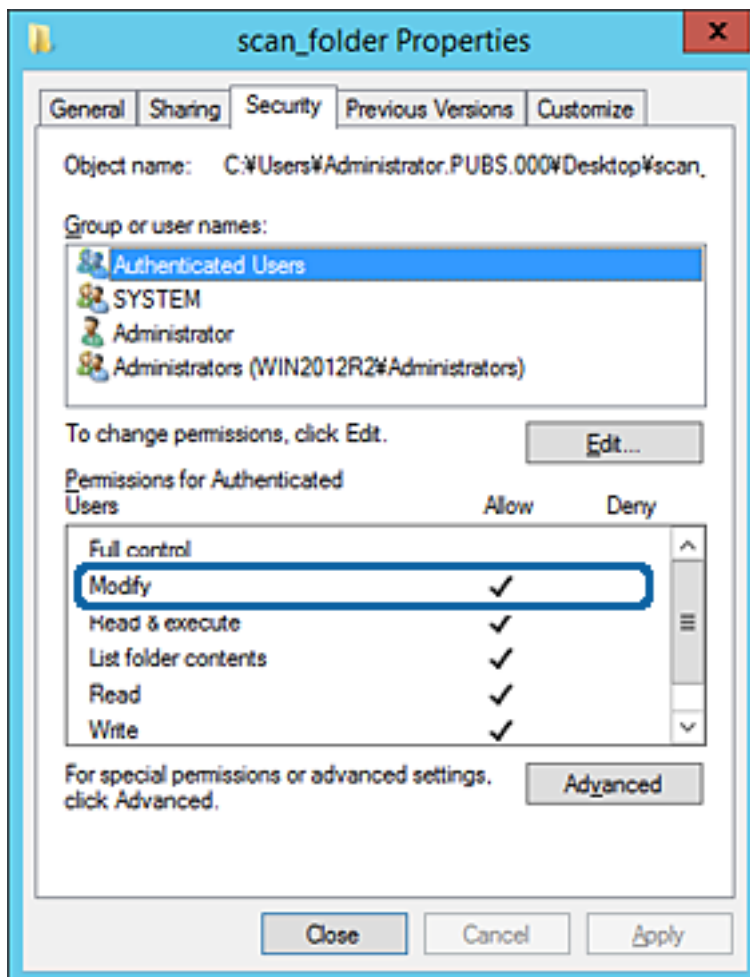 scan_folder Properties
x
General Sharing Security Previous Versions Customize
Object name: C:¥Users¥Administrator.PUBS.000¥Desktop¥scan_
Group or user names:
Authenticated Users
SYSTEM
Administrator
Administrators (WIN2012R2¥Administrators)
To change permissions, click Edit.
Edit...
Permissions for Authenticated
Users Allow Deny
Full control
Modify
Read & execute
List folder contents
Read
Write
For special permissions or advanced settings,
click Advanced.
Advanced
Close Cancel Apply